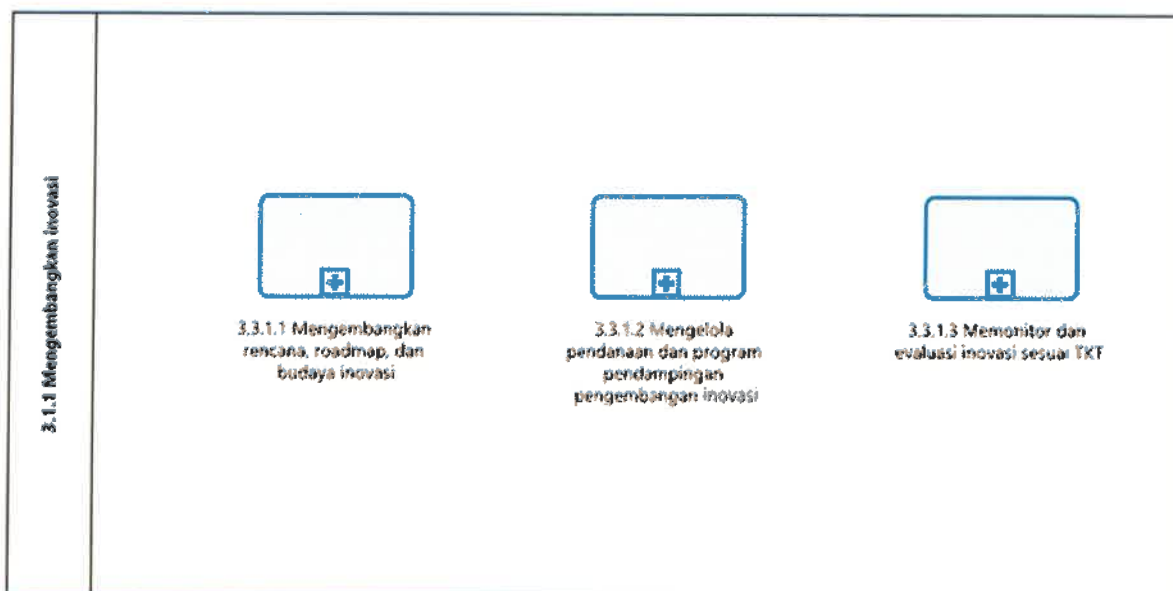 3.1.1 Mengembangkan inovasi
3.3.1.1 Mengembangkan
rencana, roadmap, dan
budaya inovasi
3.3.1.2 Mengelola
pendanaan dan program
pendampingan
pengembangan inovasi
3.3.1.3 Memonitor dan
evaluasi inovasi sesuai TKT